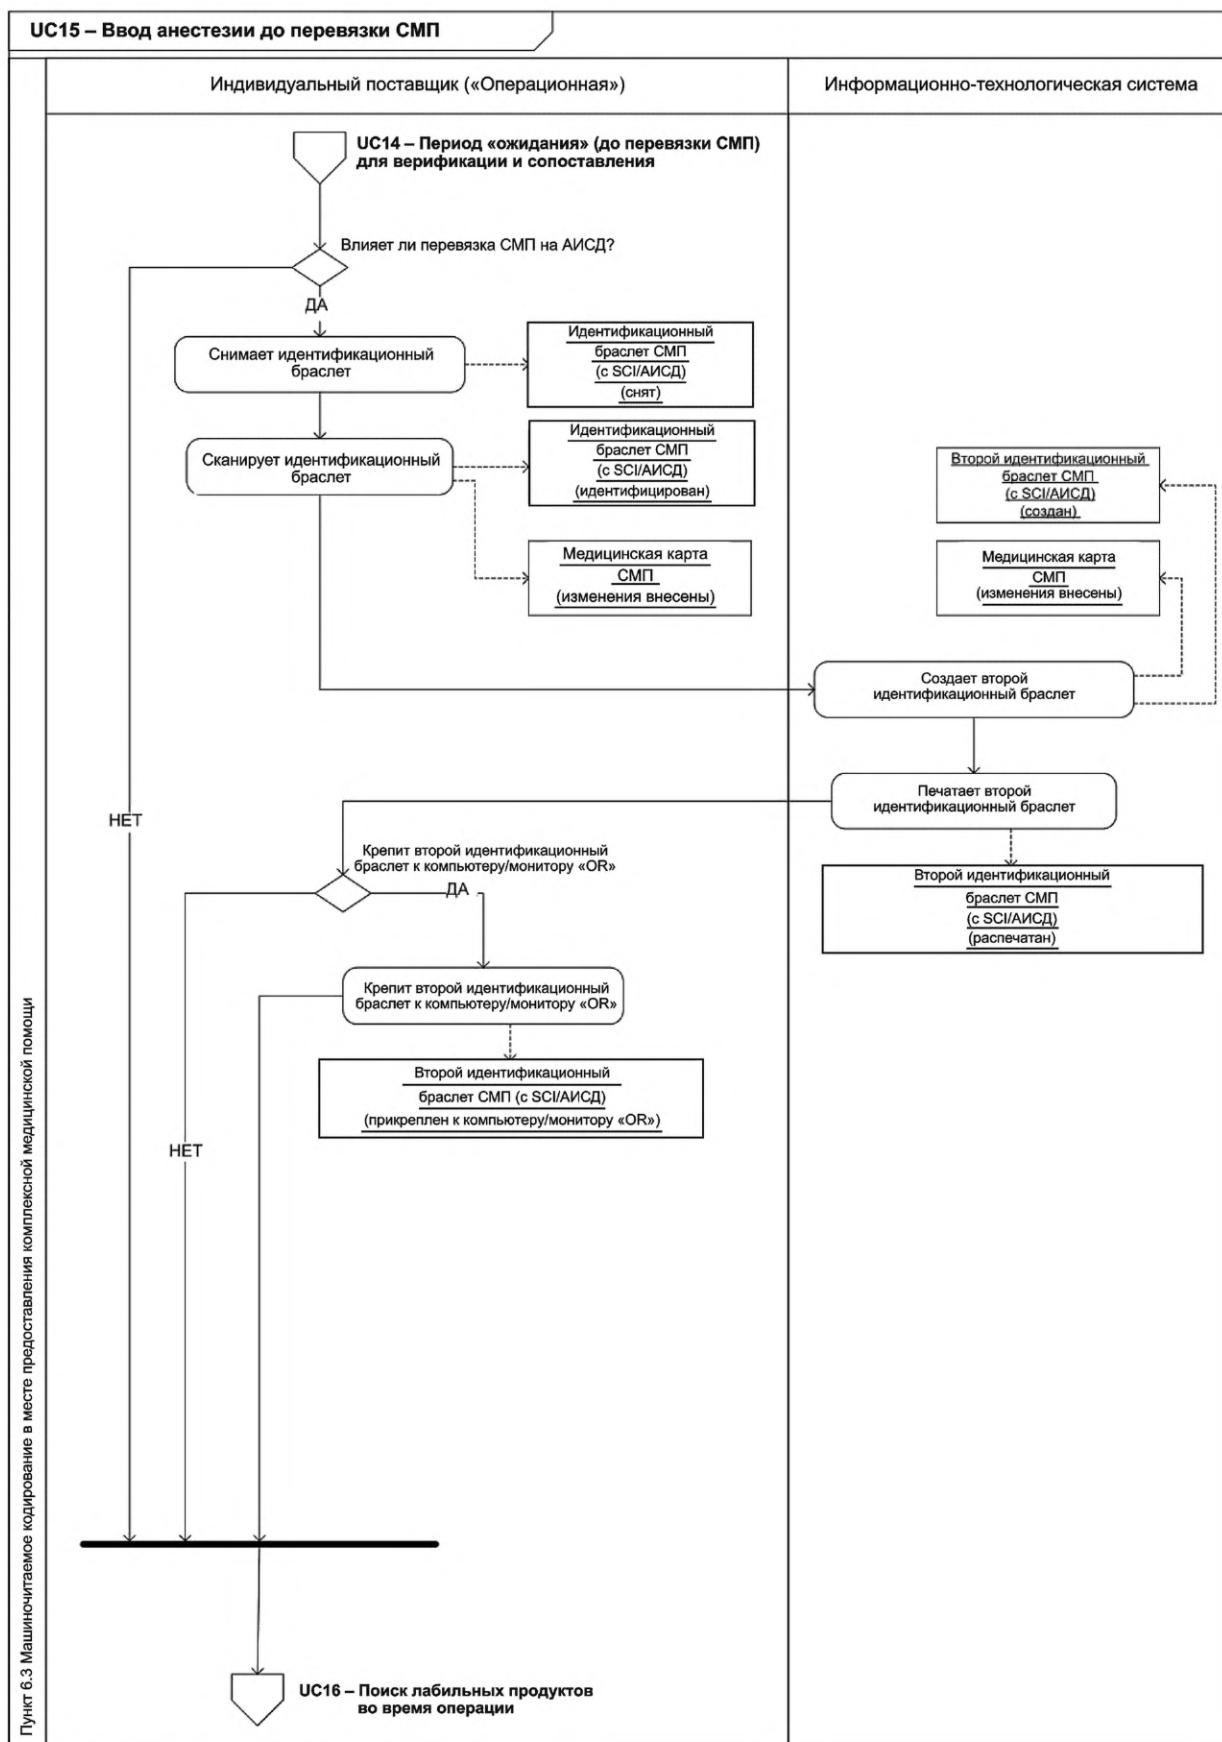 UC15 – Ввод анестезии до перевязки СМП
Индивидуальный поставщик («Операционная»)
Информационно-технологическая система
UC14 – Период «ожидания» (до перевязки СМП)
для верификации и сопоставления
Влияет ли перевязка СМП на АИСД?
ДА
Снимает идентификационный
браслет
Идентификационный
браслет СМП
(с SCI/АИСД)
(снят)
Сканирует идентификационный
браслет
Идентификационный
браслет СМП
(с SCI/АИСД)
(идентифицирован)
Второй идентификационный
браслет СМП
(с SCI/АИСД)
(создан)
Медицинская карта
СМП
(изменения внесены)
Медицинская карта
СМП
(изменения внесены)
Создает второй
идентификационный браслет
Печатает второй
идентификационный браслет
НЕТ
Крепит второй идентификационный
браслет к компьютеру/монитору «OR»
ДА
Второй идентификационный
браслет СМП
(с SCI/АИСД)
(распечатан)
Крепит второй идентификационный
браслет к компьютеру/монитору «OR»
Второй идентификационный
браслет СМП (с SCI/АИСД)
(прикреплен к компьютеру/монитору «OR»)
НЕТ
UC16 – Поиск лабильных продуктов
во время операции
Пункт 6.3 Машиночитаемое кодирование в месте предоставления комплексной медицинской помощи